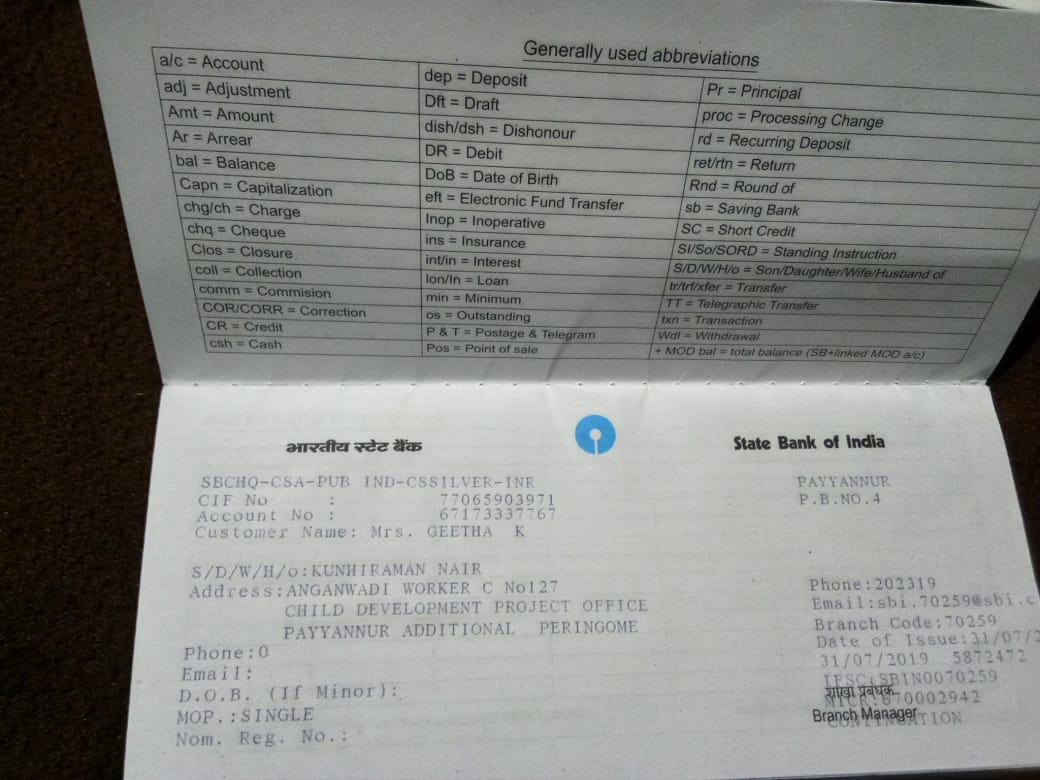 Generally used abbreviations
a/c = Account
adj = Adjustment
Amt = Amount
Ar = Arrear
bal = Balance
Capn = Capitalization
chg/ch = Charge
chq = Cheque
Clos = Closure
coll = Collection
comm = Commision
COR/CORR = Correction
CR = Credit
csh = Cash
dep = Deposit
Dft = Draft
dish/dsh = Dishonour
DR = Debit
DoB = Date of Birth
eft = Electronic Fund Transfer
Inop = Inoperative
ins = Insurance
int/in = Interest
lon/ln = Loan
min = Minimum
os = Outstanding
P & T = Postage & Telegram
Pos = Point of sale
Pr = Principal
proc = Processing Change
rd = Recurring Deposit
ret/rtn = Return
Rnd = Round of
sb = Saving Bank
SC = Short Credit
SI/So/SORD = Standing Instruction
S/D/W/H/o = Son/Daughter/Wife/Husband of
tr/trf/xfer = Transfer
TT = Telegraphic Transfer
txn = Transaction
Wdl = Withdrawal
+ MOD bal = total balance (SB+linked MOD a/c)
भारतीय स्टेट बैंक
State Bank of India
SBCHQ-CSA-PUB IND-CSSILVER-INR
CIF No : 77065903971
Account No : 67173337767
Customer Name: Mrs. GEETHA K
S/D/W/H/o:KUNHIRAMAN NAIR
Address:ANGANWADI WORKER C No127
CHILD DEVELOPMENT PROJECT OFFICE
PAYYANNUR ADDITIONAL PERINGOME
Phone:0
Email:
D.O.B. (If Minor):
MOP.:SINGLE
Nom. Reg. No.:
PAYYANNUR
P.B.NO.4
Phone:202319
Email:sbi.70259@sbi.c
Branch Code:70259
Date of Issue:31/07/2
31/07/2019 5872472
IFSC:SBIN0070259
शाखा प्रबंधक
MICR:670002942
Branch Manager
CONTINUATION